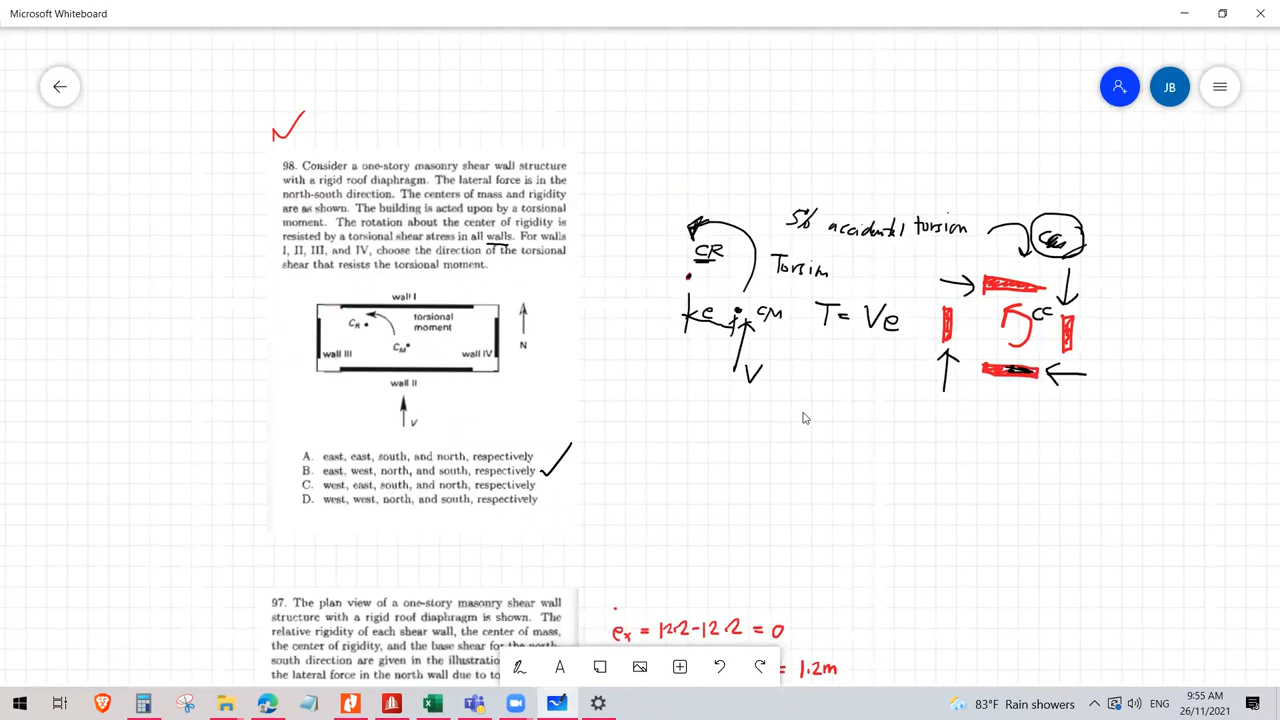 Microsoft Whiteboard
JB
98. Consider a one-story masonry shear wall structure
with a rigid roof diaphragm. The lateral force is in the
north-south direction. The centers of mass and rigidity
are as shown. The building is acted upon by a torsional
moment. The rotation about the center of rigidity is
resisted by a torsional shear stress in all walls. For walls
I, II, III, and IV, choose the direction of the torsional
shear that resists the torsional moment.
wall I
torsional
moment
CR
CM
wall III
wall IV
N
wall II
V
A. east, east, south, and north, respectively
B. east, west, north, and south, respectively
C. west, east, south, and north, respectively
D. west, west, north, and south, respectively
5% accidental torsion
CR
Torsion
e
CM
T = Ve
V
CC
97. The plan view of a one-story masonry shear wall
structure with a rigid roof diaphragm is shown. The
relative rigidity of each shear wall, the center of mass,
the center of rigidity, and the base shear for the north-
south direction are given in the illustration
the lateral force in the north wall due to to
ex = 12.2 - 12.2 = 0
= 1.2m
A
83°F Rain showers
ENG
9:55 AM
26/11/2021